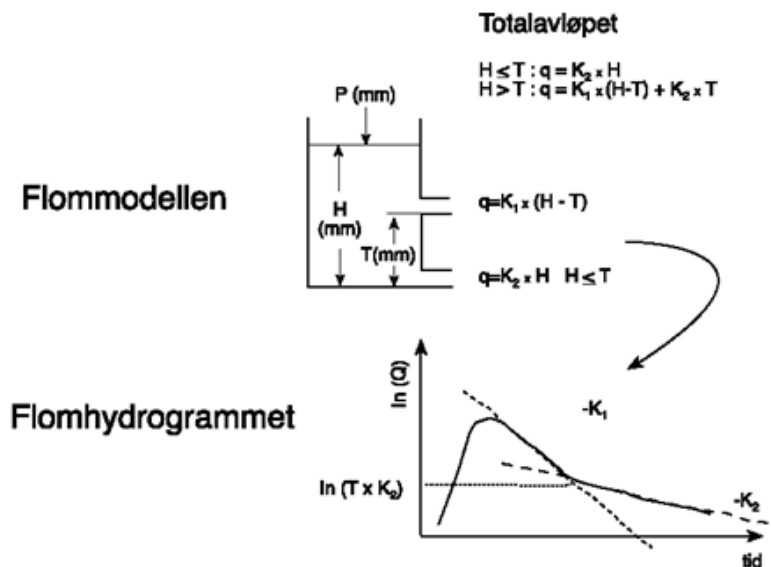 Totalavløpet
H ≤ T : q = K₂ x H
H > T : q = K₁ x (H-T) + K₂ x T
P (mm)
Flommodellen
H
(mm)
T(mm)
q=K₁ x (H - T)
q=K₂ x H H ≤ T
Flomhydrogrammet
ln (Q)
-K₁
ln (T x K₂)
-K₂
tid